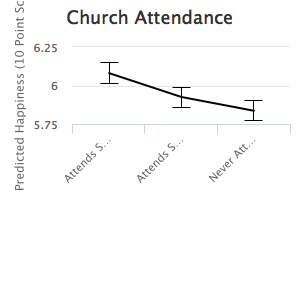 Church Attendance
Predicted Happiness (10 Point Sc
6.25
6
5.75
Attends S...
Attends S...
Never Att...